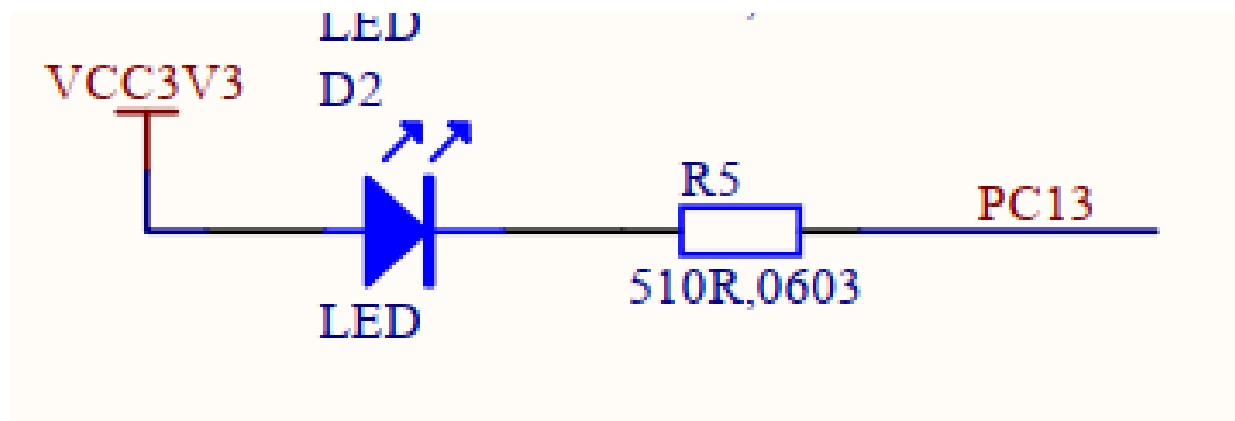 LED
VCC3V3
D2
R5
PC13
510R,0603
LED